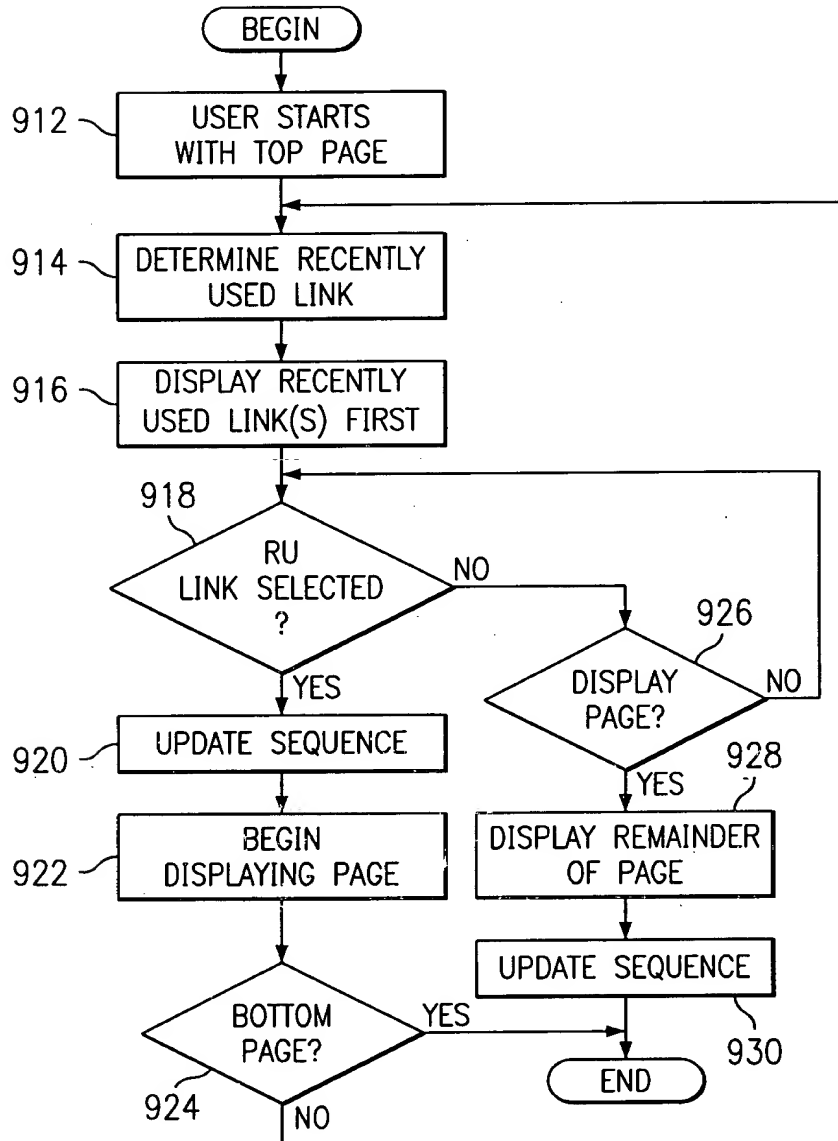 BEGIN
912
USER STARTS
WITH TOP PAGE
914
DETERMINE RECENTLY
USED LINK
916
DISPLAY RECENTLY
USED LINK(S) FIRST
918
RU
LINK SELECTED
?
NO
YES
926
DISPLAY
PAGE?
NO
YES
920
UPDATE SEQUENCE
928
DISPLAY REMAINDER
OF PAGE
922
BEGIN
DISPLAYING PAGE
UPDATE SEQUENCE
930
BOTTOM
PAGE?
YES
924
NO
END